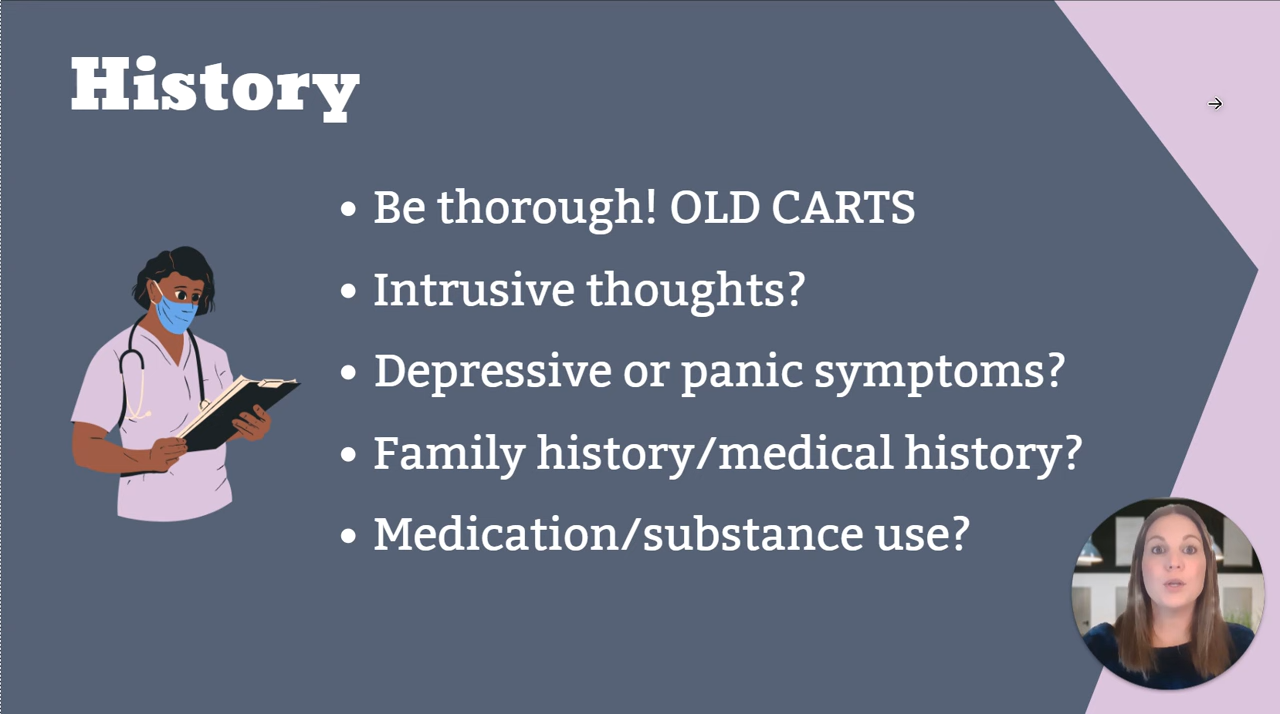 History
• Be thorough! OLD CARTS
• Intrusive thoughts?
• Depressive or panic symptoms?
• Family history/medical history?
• Medication/substance use?